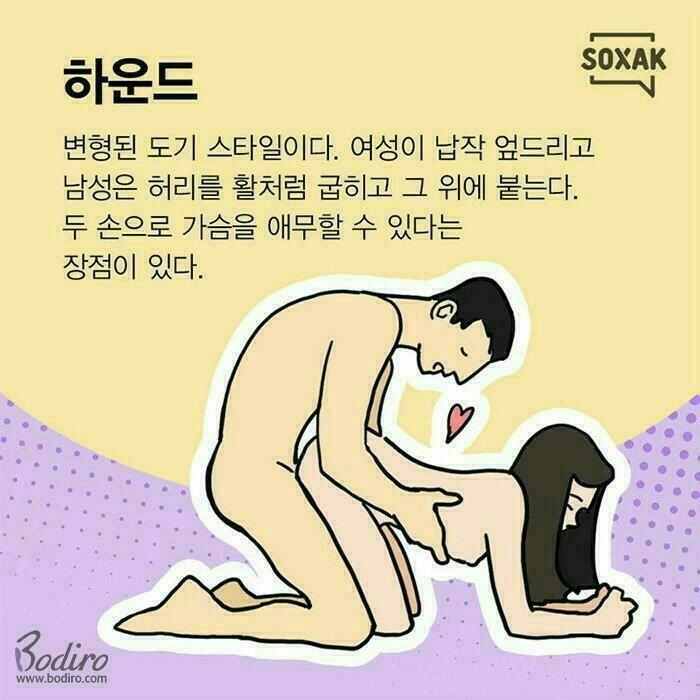 하운드
SOXAK
변형된 도기 스타일이다. 여성이 납작 엎드리고
남성은 허리를 활처럼 굽히고 그 위에 붙는다.
두 손으로 가슴을 애무할 수 있다는
장점이 있다.
Bodiro
www.bodiro.com